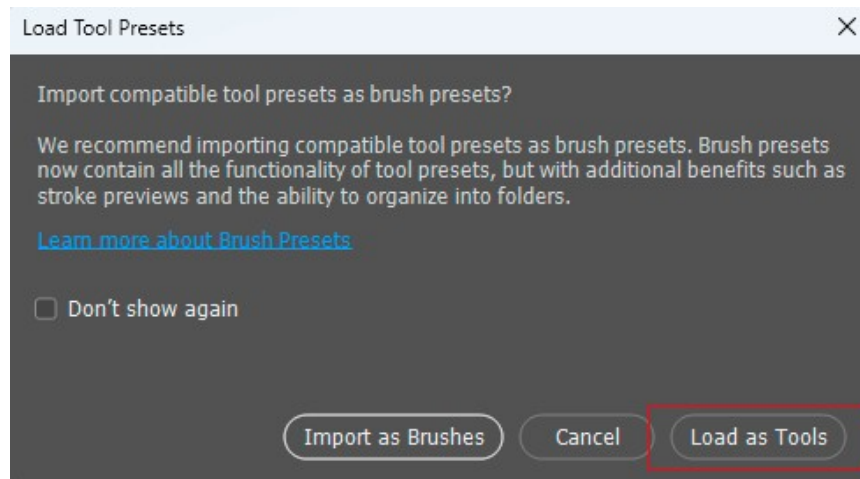 Load Tool Presets
Import compatible tool presets as brush presets?
We recommend importing compatible tool presets as brush presets. Brush presets
now contain all the functionality of tool presets, but with additional benefits such as
stroke previews and the ability to organize into folders.
Learn more about Brush Presets
Don't show again
Import as Brushes Cancel Load as Tools